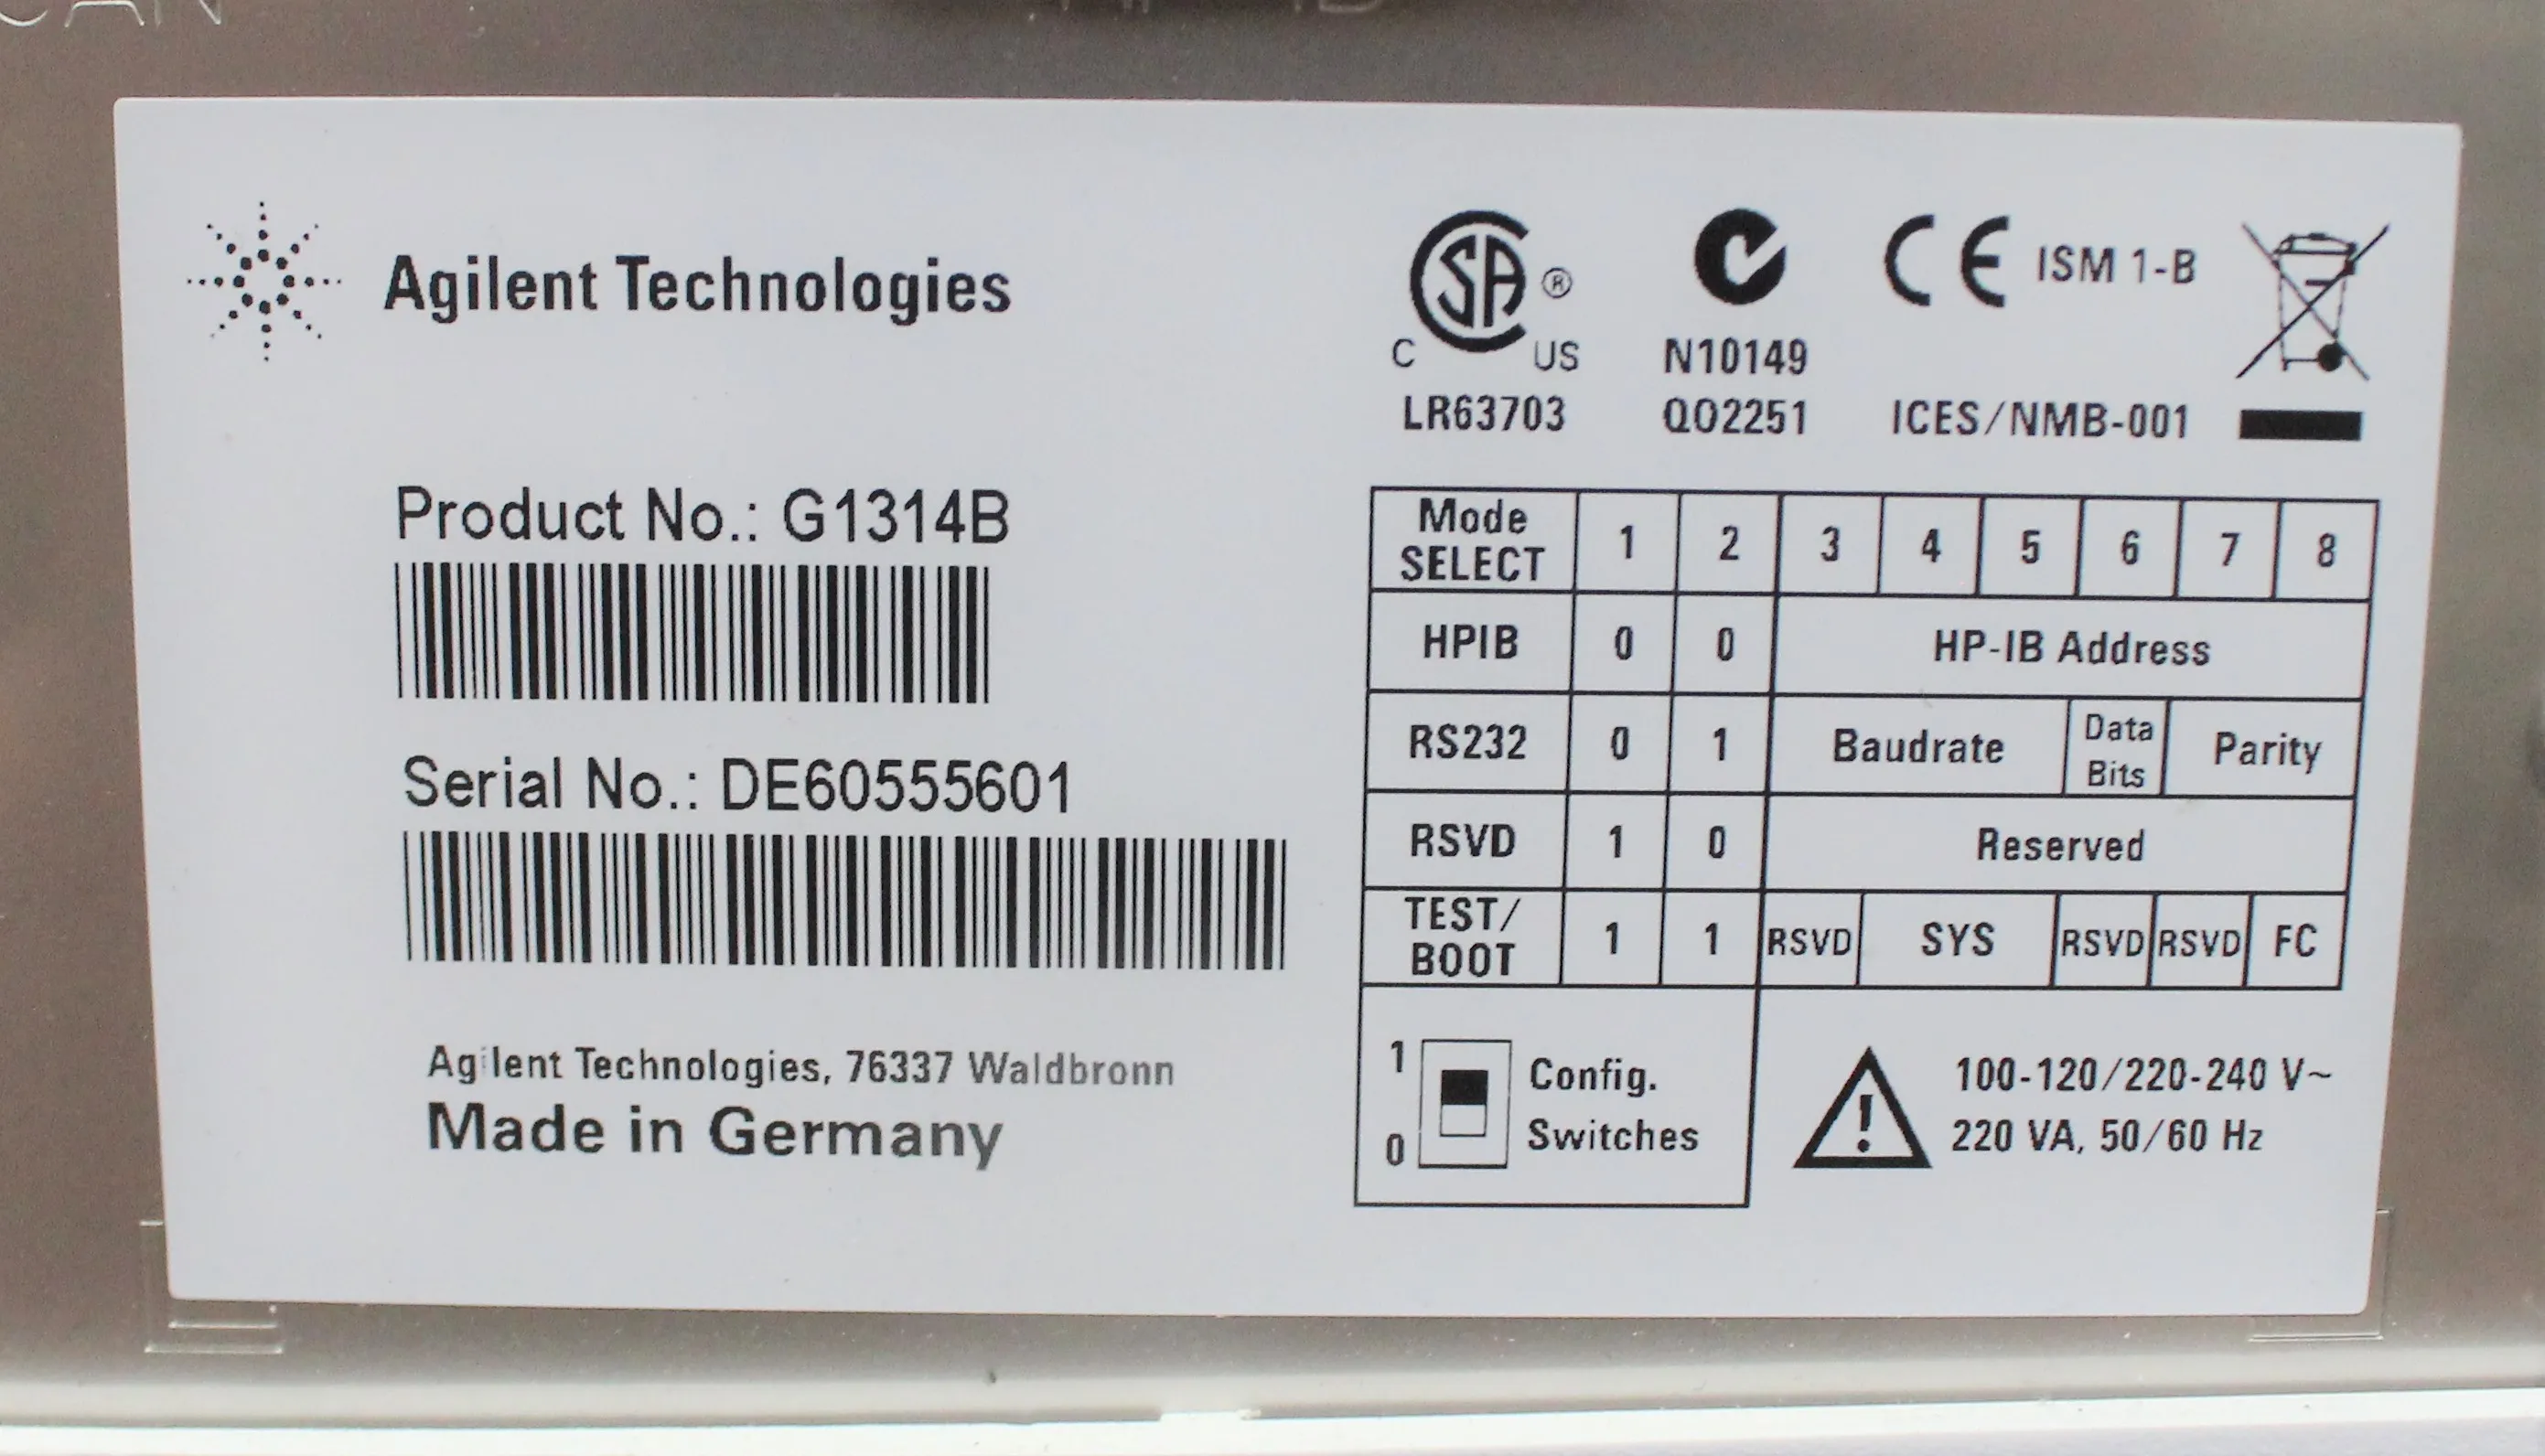 CAN
Agilent Technologies
Product No.: G1314B
Serial No.: DE60555601
Agilent Technologies, 76337 Waldbronn
Made in Germany
SA ®
C US
LR63703
N10149
Q02251
CE ISM 1-B
ICES/NMB-001
Mode SELECT 1 2 3 4 5 6 7 8
HPIB 0 0 HP-IB Address
RS232 0 1 Baudrate Data Bits Parity
RSVD 1 0 Reserved
TEST/ BOOT 1 1 RSVD SYS RSVD RSVD FC
1
0
Config.
Switches
! 100-120/220-240 V~
220 VA, 50/60 Hz